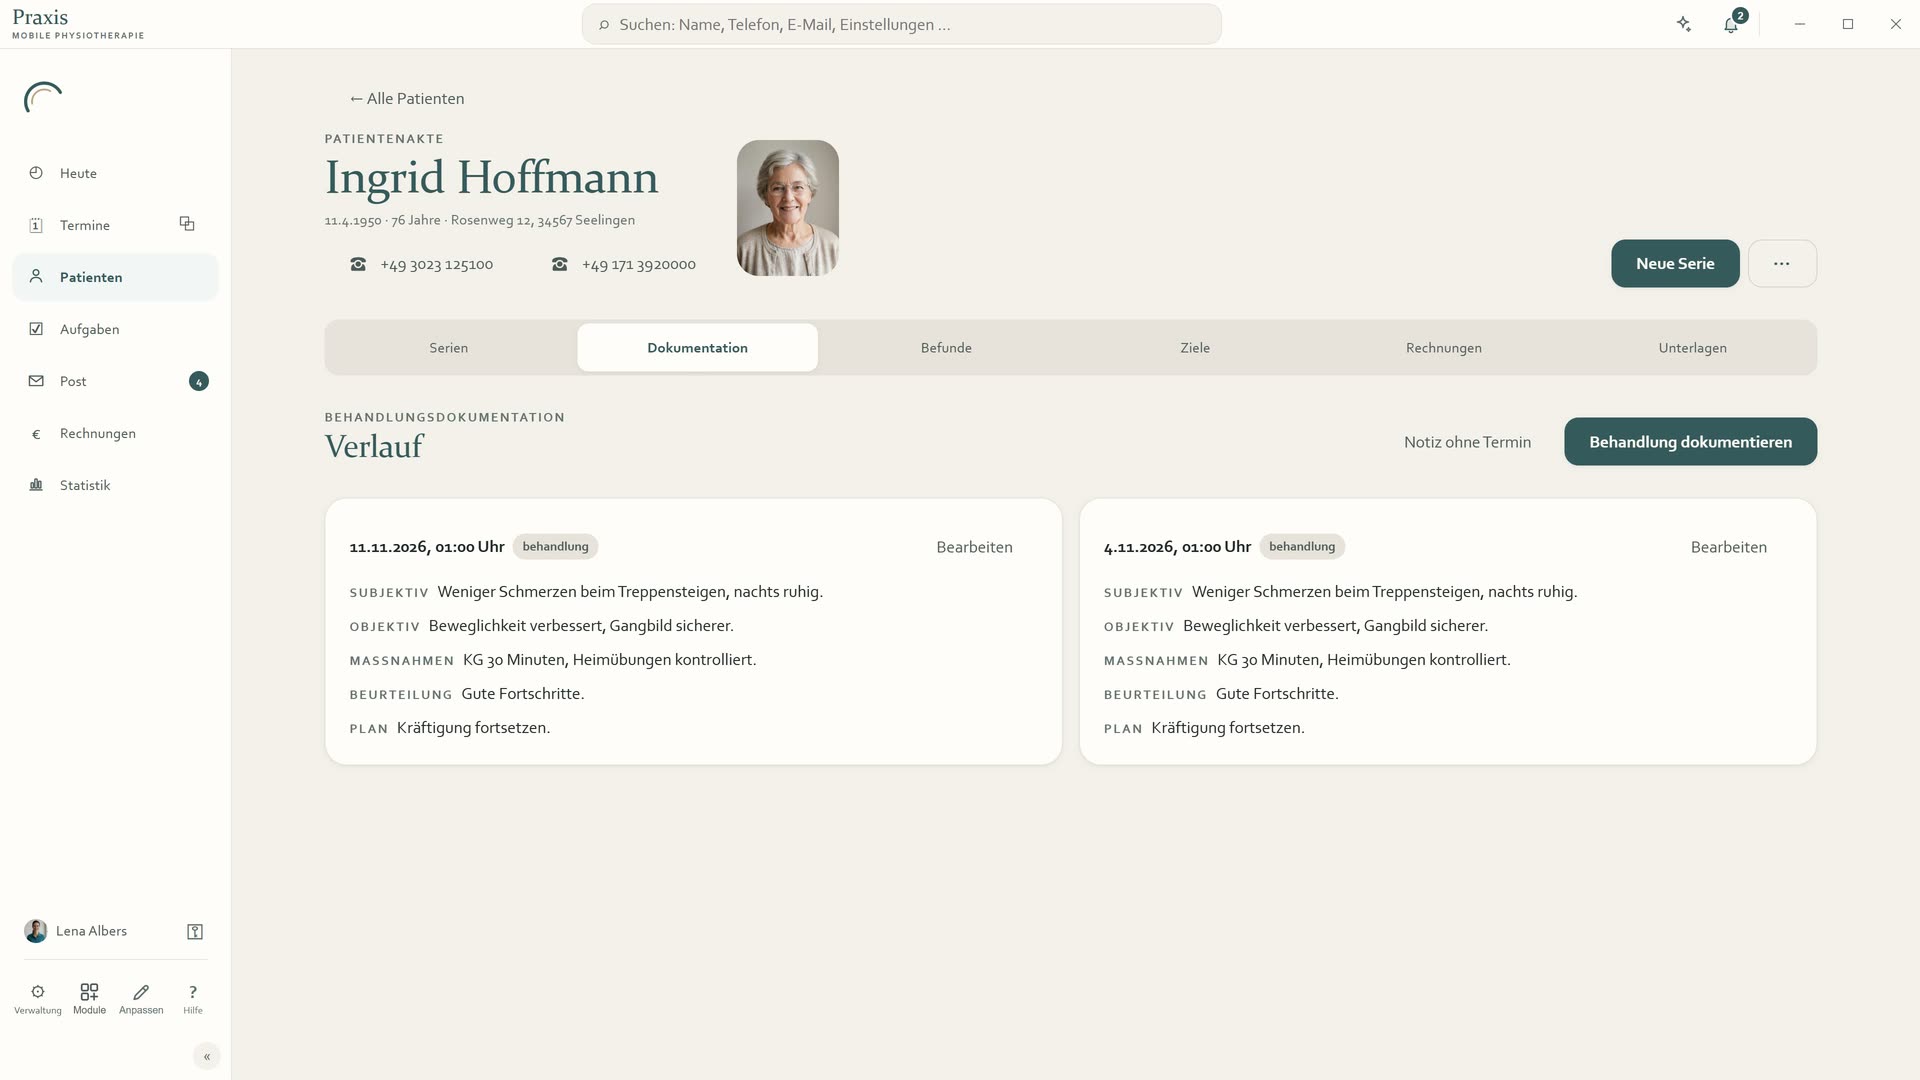 Praxis
MOBILE PHYSIOTHERAPIE
Suchen: Name, Telefon, E-Mail, Einstellungen ...
2
Heute
1 Termine
Patienten
Aufgaben
Post 4
€ Rechnungen
Statistik
Lena Albers
Verwaltung Module Anpassen ? Hilfe
«
← Alle Patienten
PATIENTENAKTE
Ingrid Hoffmann
11.4.1950 · 76 Jahre · Rosenweg 12, 34567 Seelingen
+49 3023 125100 +49 171 3920000
Neue Serie ...
Serien Dokumentation Befunde Ziele Rechnungen Unterlagen
BEHANDLUNGSDOKUMENTATION
Verlauf
Notiz ohne Termin Behandlung dokumentieren
11.11.2026, 01:00 Uhr behandlung Bearbeiten
SUBJEKTIV Weniger Schmerzen beim Treppensteigen, nachts ruhig.
OBJEKTIV Beweglichkeit verbessert, Gangbild sicherer.
MASSNAHMEN KG 30 Minuten, Heimübungen kontrolliert.
BEURTEILUNG Gute Fortschritte.
PLAN Kräftigung fortsetzen.
4.11.2026, 01:00 Uhr behandlung Bearbeiten
SUBJEKTIV Weniger Schmerzen beim Treppensteigen, nachts ruhig.
OBJEKTIV Beweglichkeit verbessert, Gangbild sicherer.
MASSNAHMEN KG 30 Minuten, Heimübungen kontrolliert.
BEURTEILUNG Gute Fortschritte.
PLAN Kräftigung fortsetzen.